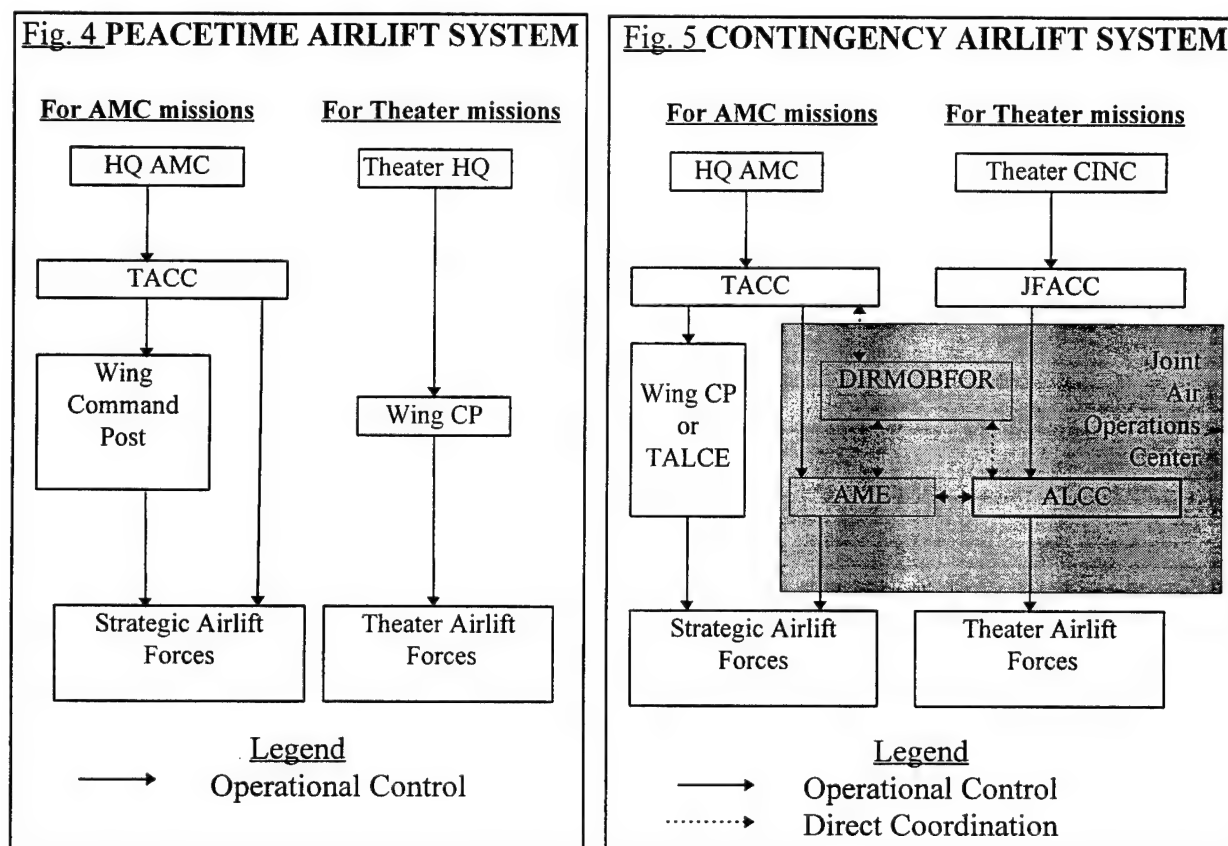 Fig. 4 PEACETIME AIRLIFT SYSTEM
For AMC missions
For Theater missions
HQ AMC
Theater HQ
TACC
Wing
Command
Post
Wing CP
Strategic Airlift
Forces
Theater Airlift
Forces
Legend
Operational Control
Fig. 5 CONTINGENCY AIRLIFT SYSTEM
For AMC missions
For Theater missions
HQ AMC
Theater CINC
TACC
JFACC
Wing CP
or
TALCE
DIRMOBFOR
Joint
Air
Operations
Center
AME
ALCC
Strategic Airlift
Forces
Theater Airlift
Forces
Legend
Operational Control
Direct Coordination